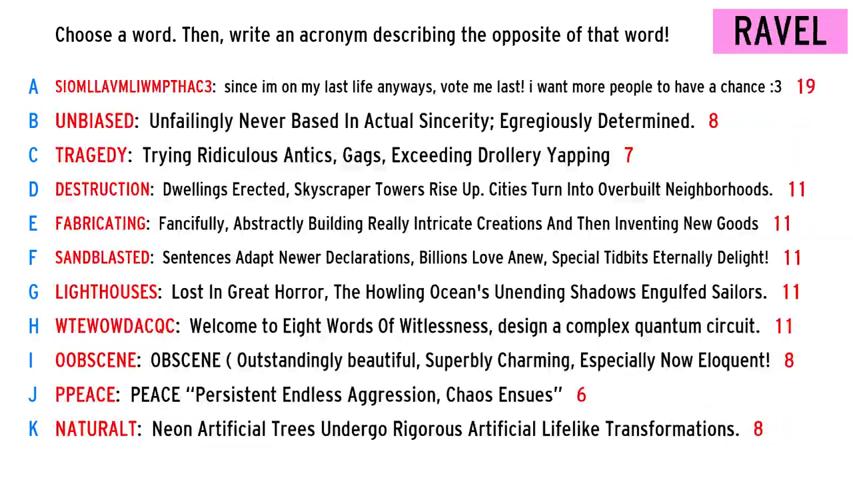 Choose a word. Then, write an acronym describing the opposite of that word!
RAVEL
A SIOMLLAVMLIWMPTHAC3: since im on my last life anyways, vote me last! i want more people to have a chance :3 19
B UNBIASED: Unfailingly Never Based In Actual Sincerity; Egregiously Determined. 8
C TRAGEDY: Trying Ridiculous Antics, Gags, Exceeding Drollery Yapping 7
D DESTRUCTION: Dwellings Erected, Skyscraper Towers Rise Up. Cities Turn Into Overbuilt Neighborhoods. 11
E FABRICATING: Fancifully, Abstractly Building Really Intricate Creations And Then Inventing New Goods 11
F SANDBLASTED: Sentences Adapt Newer Declarations, Billions Love Anew, Special Tidbits Eternally Delight! 11
G LIGHTHOUSES: Lost In Great Horror, The Howling Ocean's Unending Shadows Engulfed Sailors. 11
H WTEWOWDACQC: Welcome to Eight Words Of Witlessness, design a complex quantum circuit. 11
I OOBSCENE: OBSCENE ( Outstandingly beautiful, Superbly Charming, Especially Now Eloquent! 8
J PPEACE: PEACE “Persistent Endless Aggression, Chaos Ensues” 6
K NATURALT: Neon Artificial Trees Undergo Rigorous Artificial Lifelike Transformations. 8